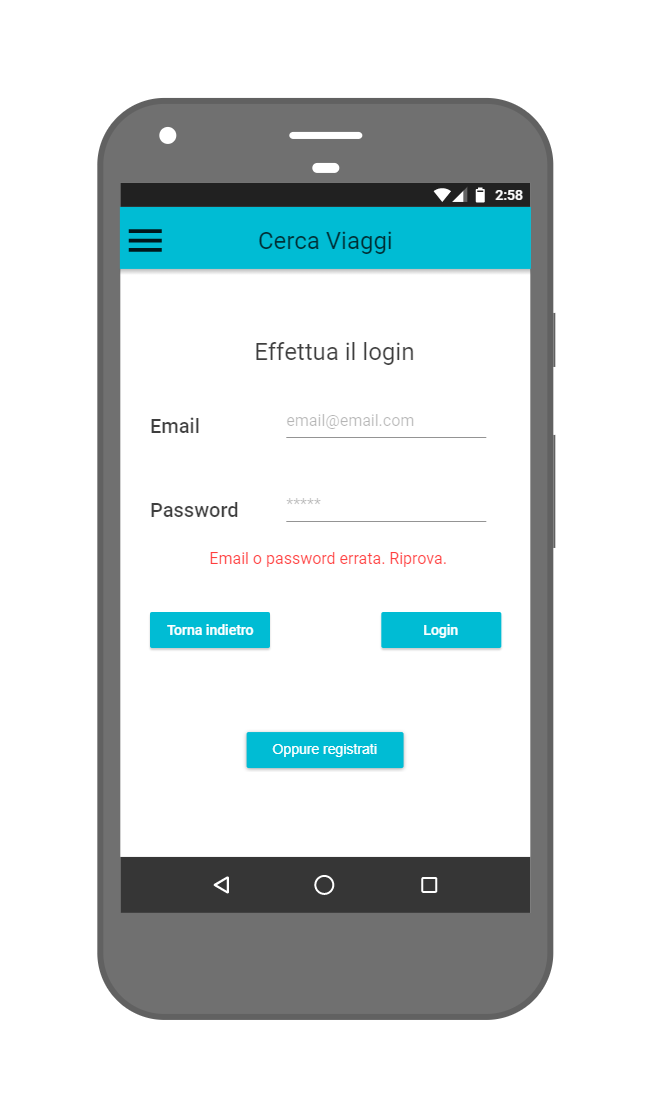 2:58
Cerca Viaggi
Effettua il login
Email
email@email.com
Password
*****
Email o password errata. Riprova.
Torna indietro
Login
Oppure registrati